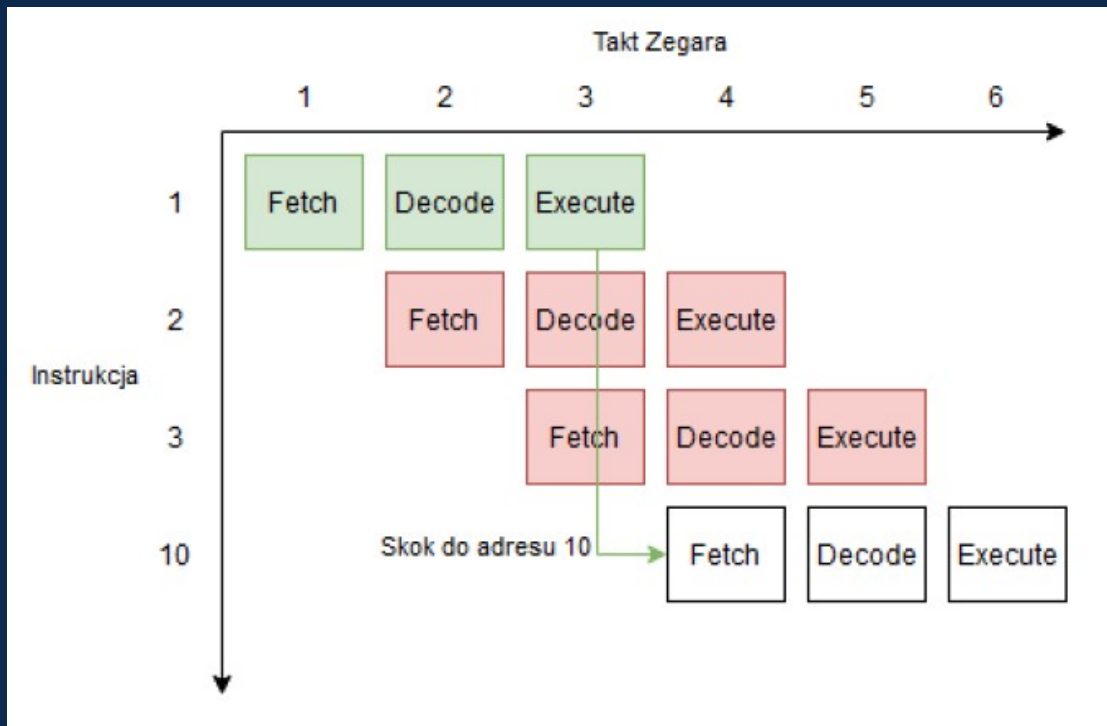 Takt Zegara
1 2 3 4 5 6
1 Fetch Decode Execute
2 Fetch Decode Execute
Instrukcja
3 Fetch Decode Execute
10 Skok do adresu 10 Fetch Decode Execute